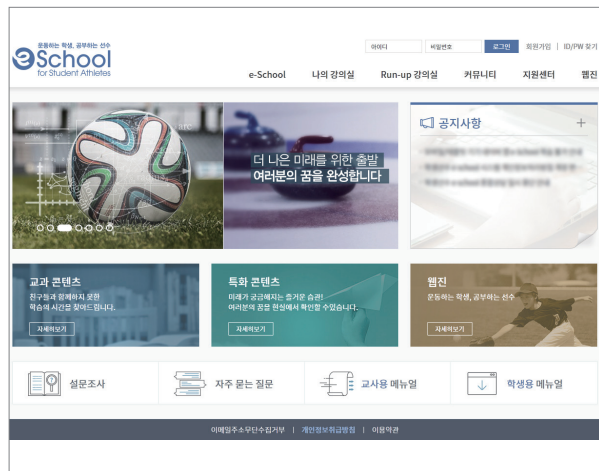 운동하는 학생, 공부하는 선수
eSchool
for Student Athletes
아이디 비밀번호 로그인 회원가입 | ID/PW 찾기
e-School 나의 강의실 Run-up 강의실 커뮤니티 지원센터 웹진
더 나은 미래를 위한 출발
여러분의 꿈을 완성합니다
공지사항 +
교과 콘텐츠
친구들과 함께하지 못한
학습의 시간을 찾아드립니다.
자세히보기
특화 콘텐츠
미래가 궁금해지는 즐거운 습관!
여러분의 꿈을 현실에서 확인할 수있습니다.
자세히보기
웹진
운동하는 학생, 공부하는 선수
자세히보기
설문조사
자주 묻는 질문
교사용 메뉴얼
학생용 메뉴얼
이메일주소무단수집거부 | 개인정보취급방침 | 이용약관